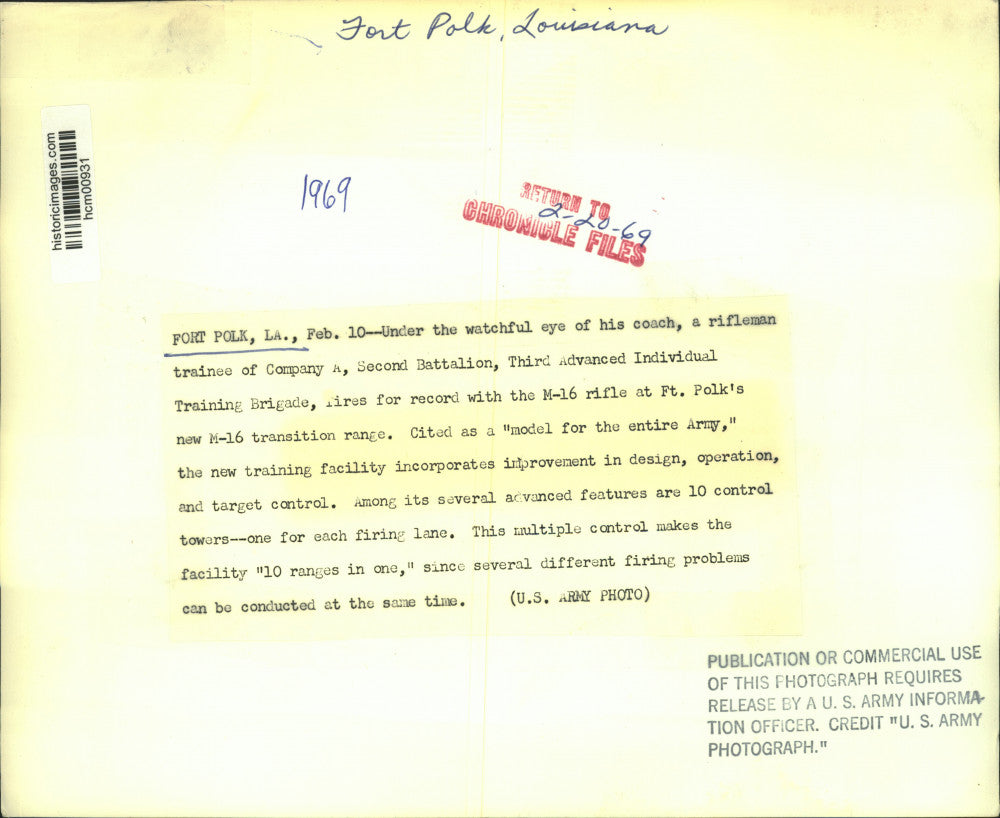 Fort Polk, Louisiana
historicimages.com
hcm00931
1969
RETURN TO
2-20-69
CHRONICLE FILES
FORT POLK, LA., Feb. 10--Under the watchful eye of his coach, a rifleman
trainee of Company A, Second Battalion, Third Advanced Individual
Training Brigade, fires for record with the M-16 rifle at Ft. Polk's
new M-16 transition range. Cited as a "model for the entire Army,"
the new training facility incorporates improvement in design, operation,
and target control. Among its several advanced features are 10 control
towers--one for each firing lane. This multiple control makes the
facility "10 ranges in one," since several different firing problems
can be conducted at the same time. (U.S. ARMY PHOTO)
PUBLICATION OR COMMERCIAL USE
OF THIS PHOTOGRAPH REQUIRES
RELEASE BY A U. S. ARMY INFORMA-
TION OFFICER. CREDIT "U. S. ARMY
PHOTOGRAPH."